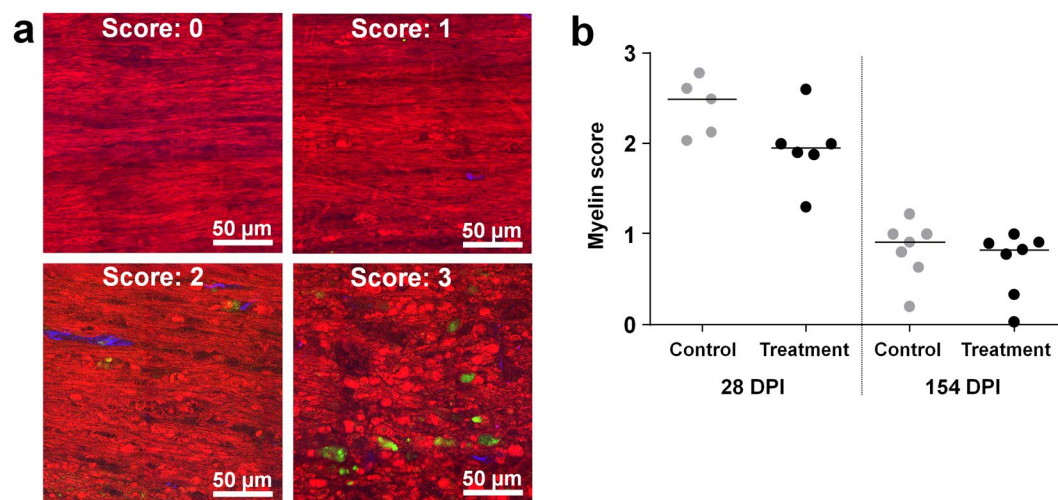 a
Score: 0
50 µm
Score: 1
50 µm
Score: 2
50 µm
Score: 3
50 µm
b
Myelin score
3
2
1
0
Control Treatment Control Treatment
28 DPI 154 DPI